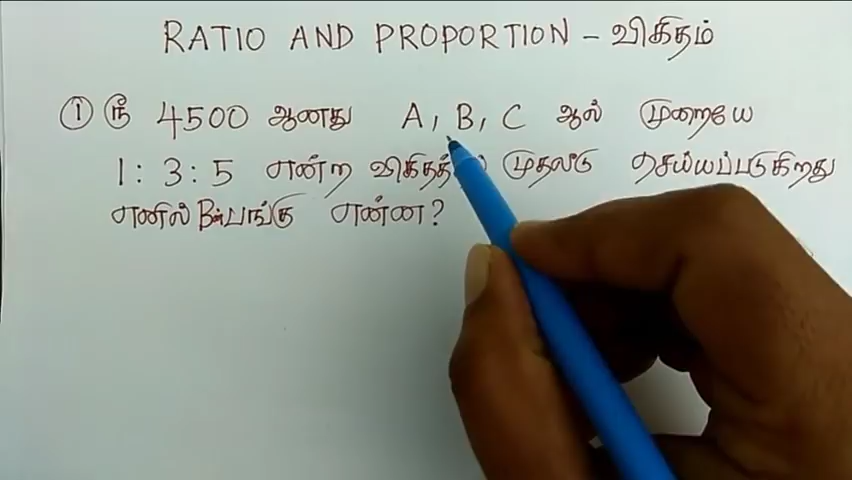 RATIO AND PROPORTION - விகிதம்
① ரூ 4500 ஆனது A, B, C ஆல் முறையே
1 : 3 : 5 என்ற முதலீடு செய்யப்படுகிறது
எனில் Bன் பங்கு என்ன?